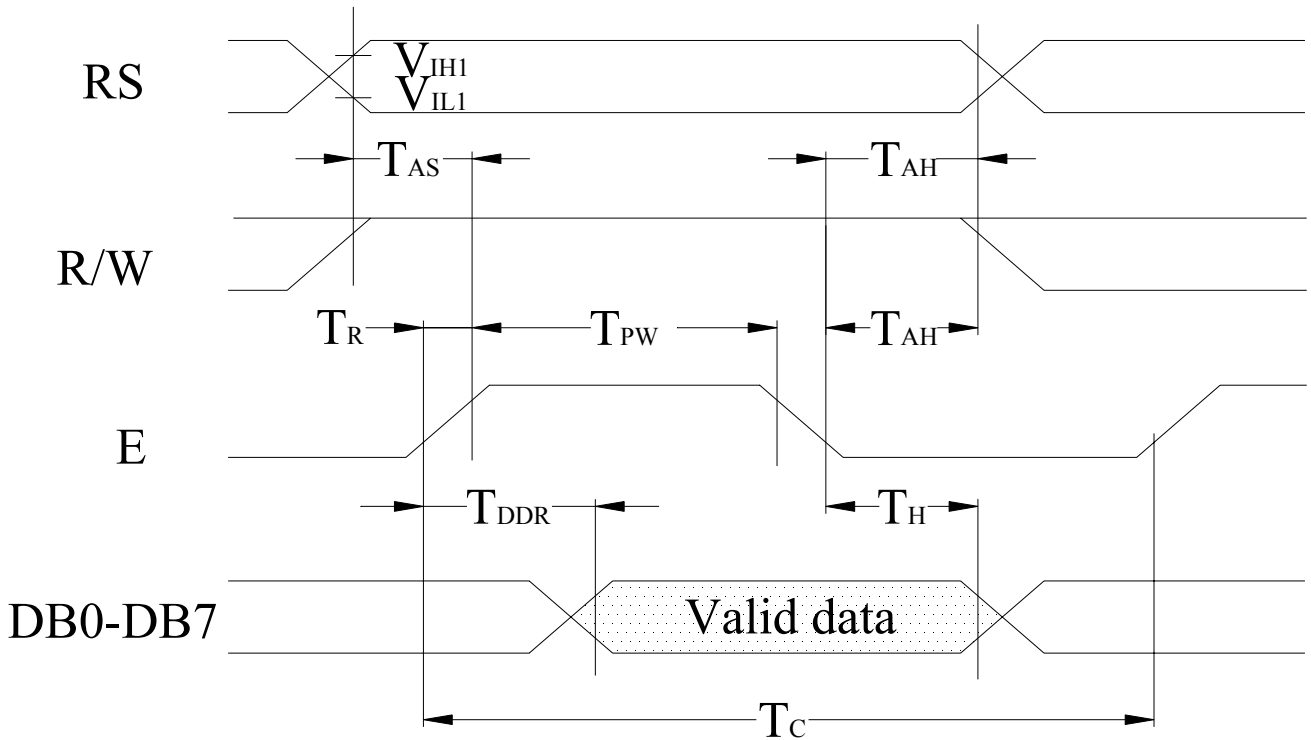 RS
VIH1
VIL1
TAS
TAH
R/W
TR
TPW
TAH
E
TDDR
TH
DB0-DB7
Valid data
TC